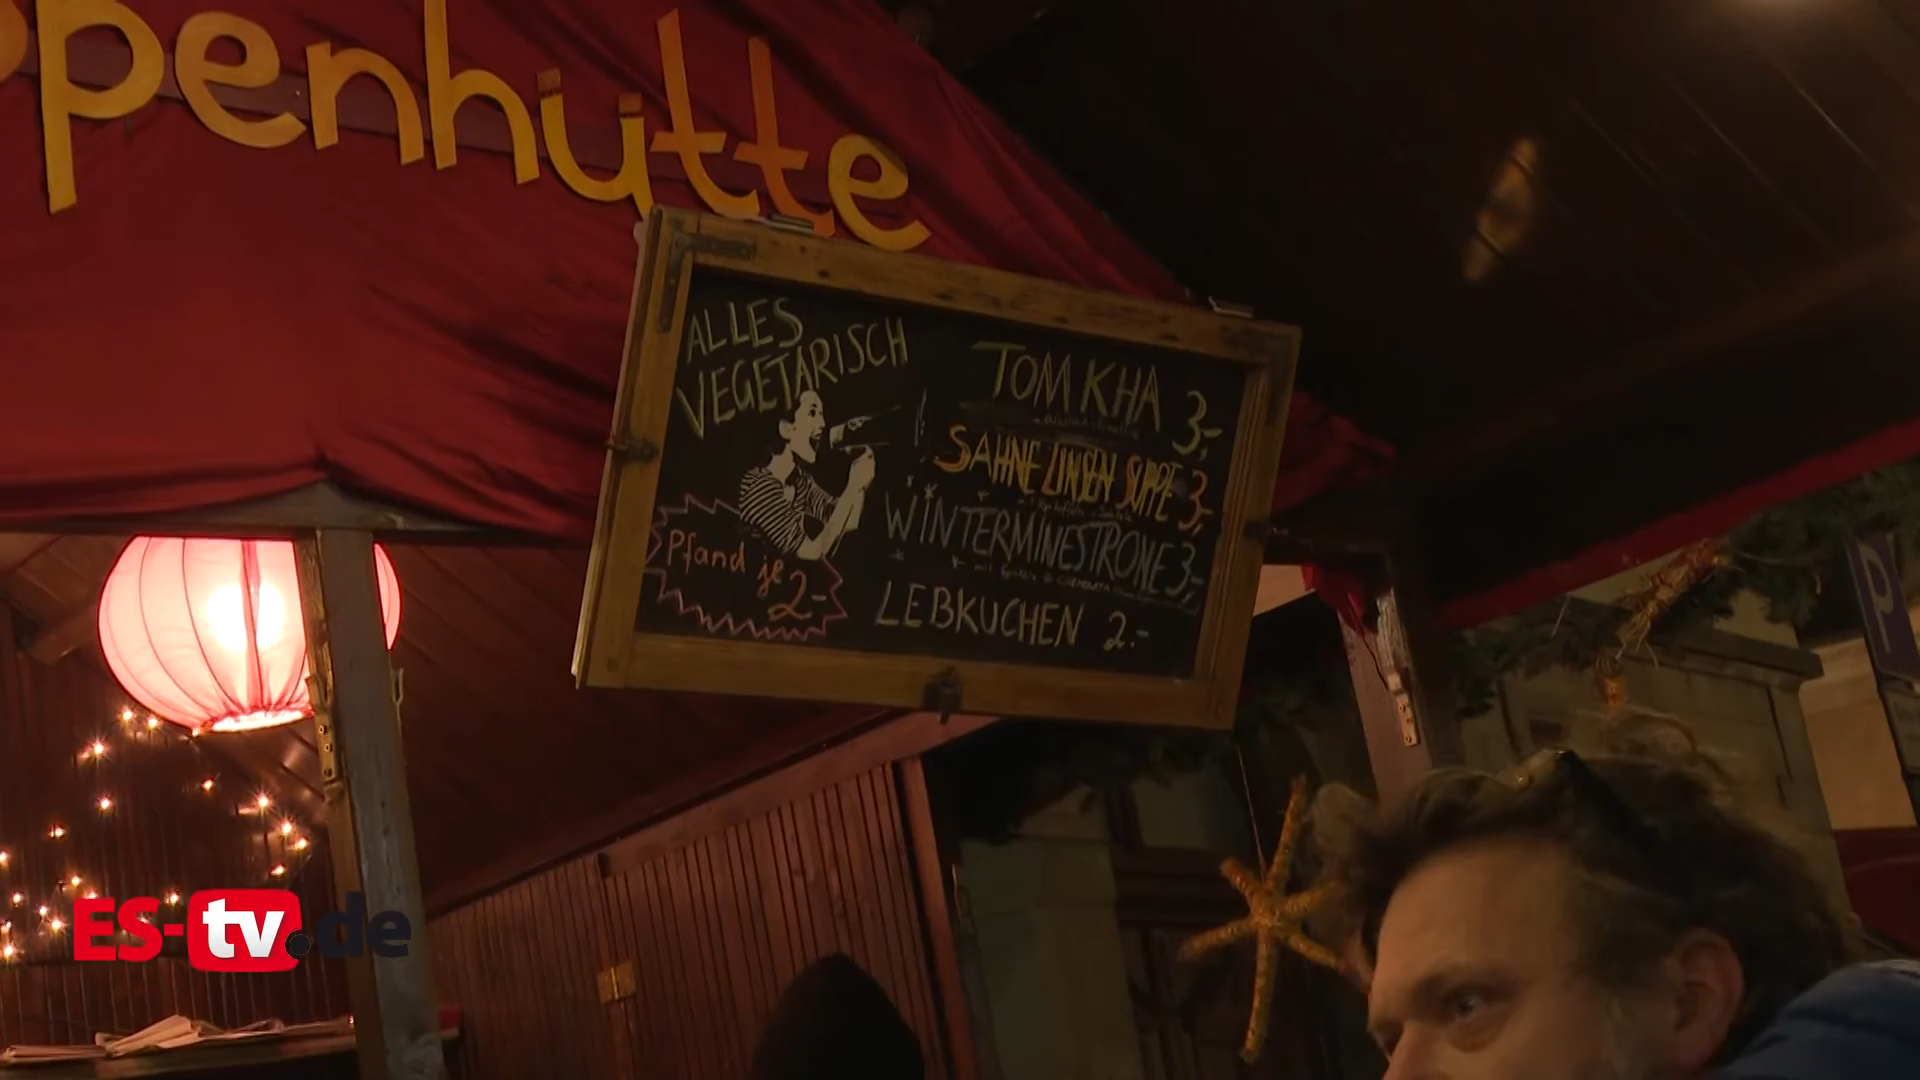 ppenhütte
ALLES
VEGETARISCH
Pfand je
2-
TOM KHA 3,-
SAHNE LINSEN SUPPE 3,-
WINTERMINESTRONE 3,-
LEBKUCHEN 2.-
P
ES-tv.de